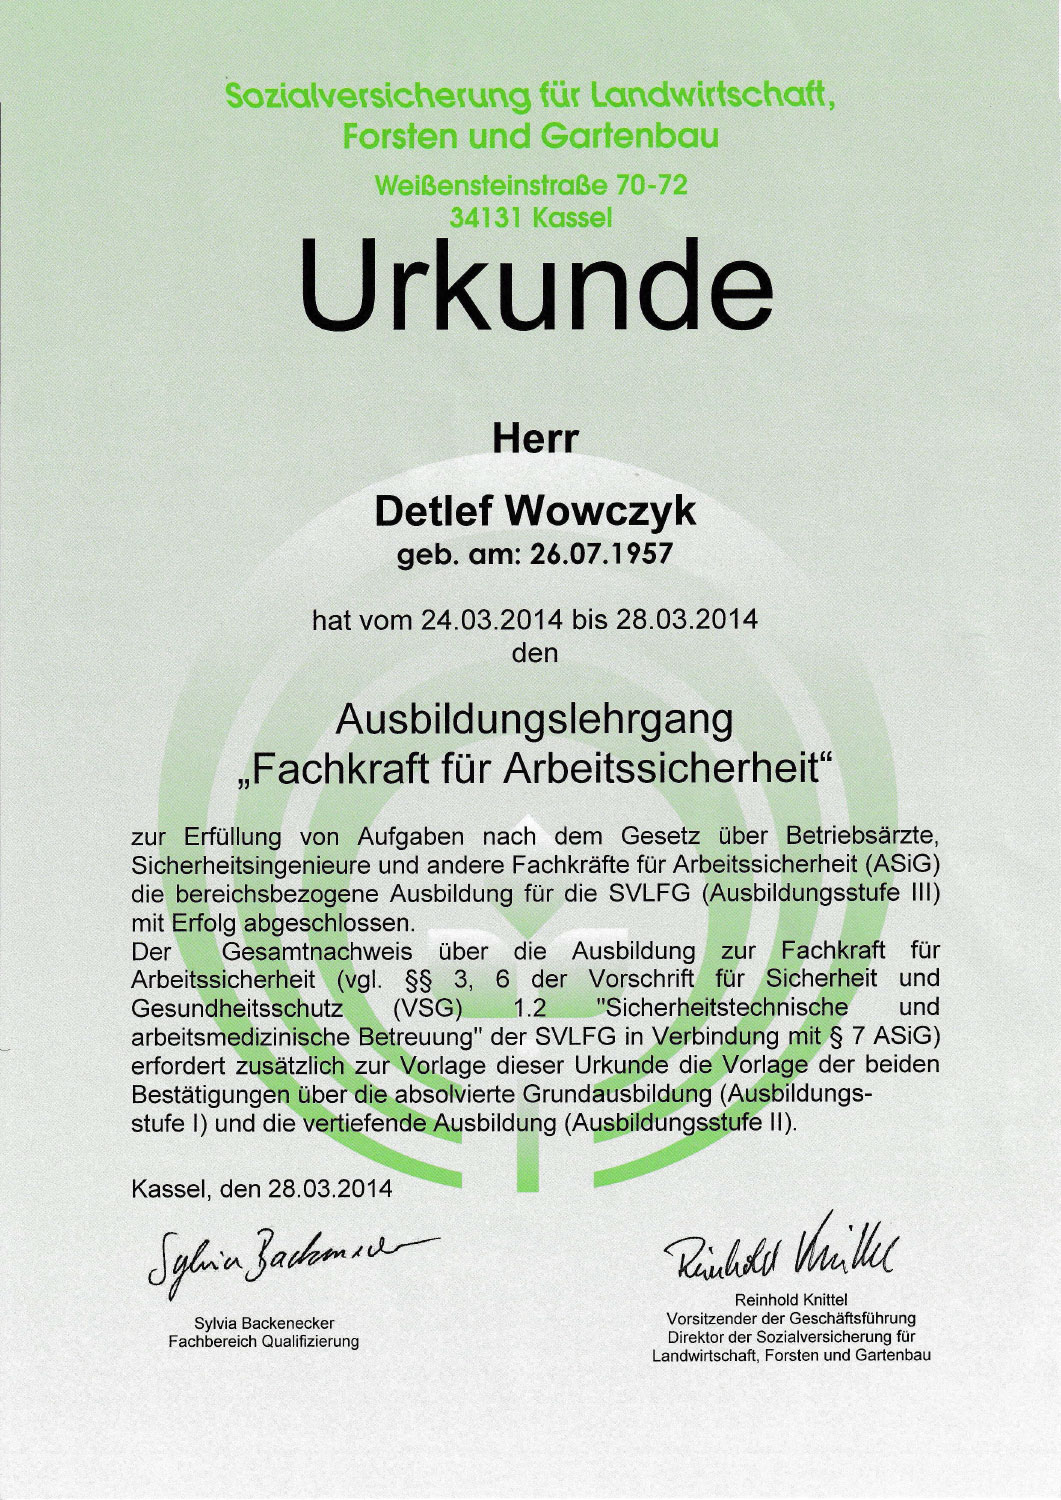 Sozialversicherung für Landwirtschaft,
Forsten und Gartenbau
Weißensteinstraße 70-72
34131 Kassel
Urkunde
Herr
Detlef Wowczyk
geb. am: 26.07.1957
hat vom 24.03.2014 bis 28.03.2014
den
Ausbildungslehrgang
„Fachkraft für Arbeitssicherheit“
zur Erfüllung von Aufgaben nach dem Gesetz über Betriebsärzte,
Sicherheitsingenieure und andere Fachkräfte für Arbeitssicherheit (ASiG)
die bereichsbezogene Ausbildung für die SVLFG (Ausbildungsstufe III)
mit Erfolg abgeschlossen.
Der Gesamtnachweis über die Ausbildung zur Fachkraft für
Arbeitssicherheit (vgl. §§ 3, 6 der Vorschrift für Sicherheit und
Gesundheitsschutz (VSG) 1.2 "Sicherheitstechnische und
arbeitsmedizinische Betreuung" der SVLFG in Verbindung mit § 7 ASiG)
erfordert zusätzlich zur Vorlage dieser Urkunde die Vorlage der beiden
Bestätigungen über die absolvierte Grundausbildung (Ausbildungs-
stufe I) und die vertiefende Ausbildung (Ausbildungsstufe II).
Kassel, den 28.03.2014
Sylvia Backenecker
Reinhold Knittel
Sylvia Backenecker
Fachbereich Qualifizierung
Reinhold Knittel
Vorsitzender der Geschäftsführung
Direktor der Sozialversicherung für
Landwirtschaft, Forsten und Gartenbau